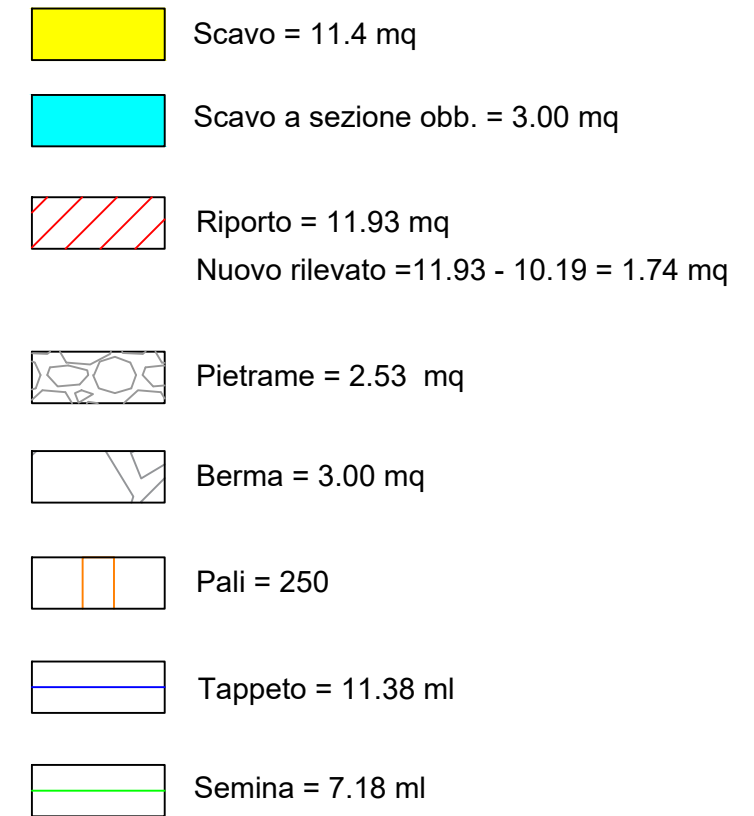 Scavo = 11.4 mq
Scavo a sezione obb. = 3.00 mq
Riporto = 11.93 mq
Nuovo rilevato =11.93 - 10.19 = 1.74 mq
Pietrame = 2.53  mq
Berma = 3.00 mq
Pali = 250
Tappeto = 11.38 ml
Semina = 7.18 ml